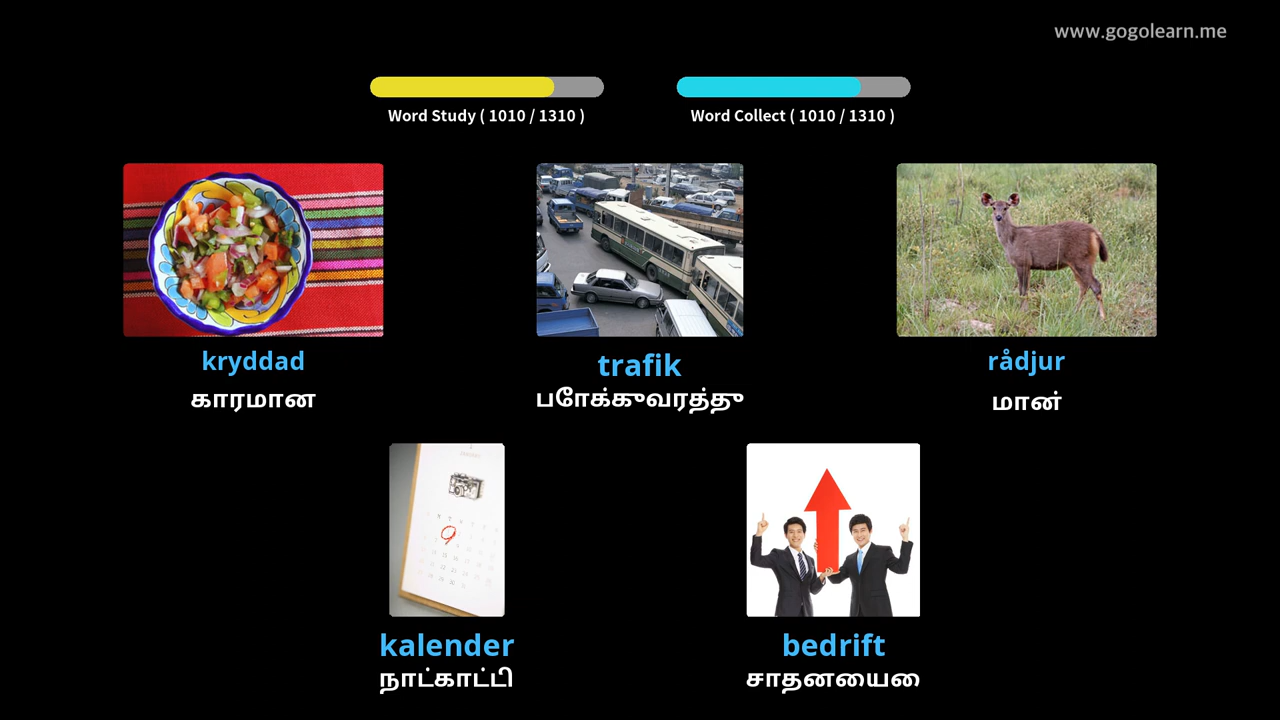 www.gogolearn.me
Word Study ( 1010 / 1310 )
Word Collect ( 1010 / 1310 )
kryddad
காரமான
trafik
போக்குவரத்து
rådjur
மான்
kalender
நாட்காட்டி
bedrift
சாதனையை